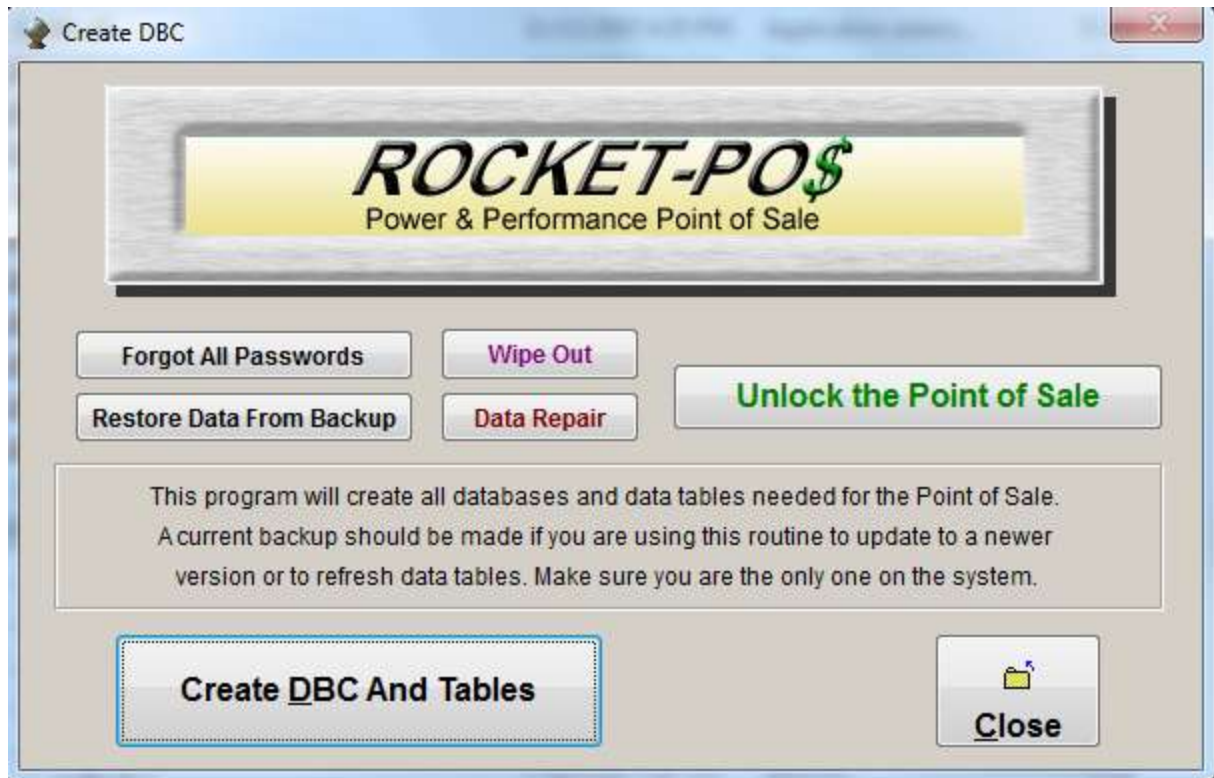 Create DBC
ROCKET-PO$
Power & Performance Point of Sale
Forgot All Passwords
Wipe Out
Restore Data From Backup
Data Repair
Unlock the Point of Sale
This program will create all databases and data tables needed for the Point of Sale.
A current backup should be made if you are using this routine to update to a newer
version or to refresh data tables. Make sure you are the only one on the system.
Create DBC And Tables
Close